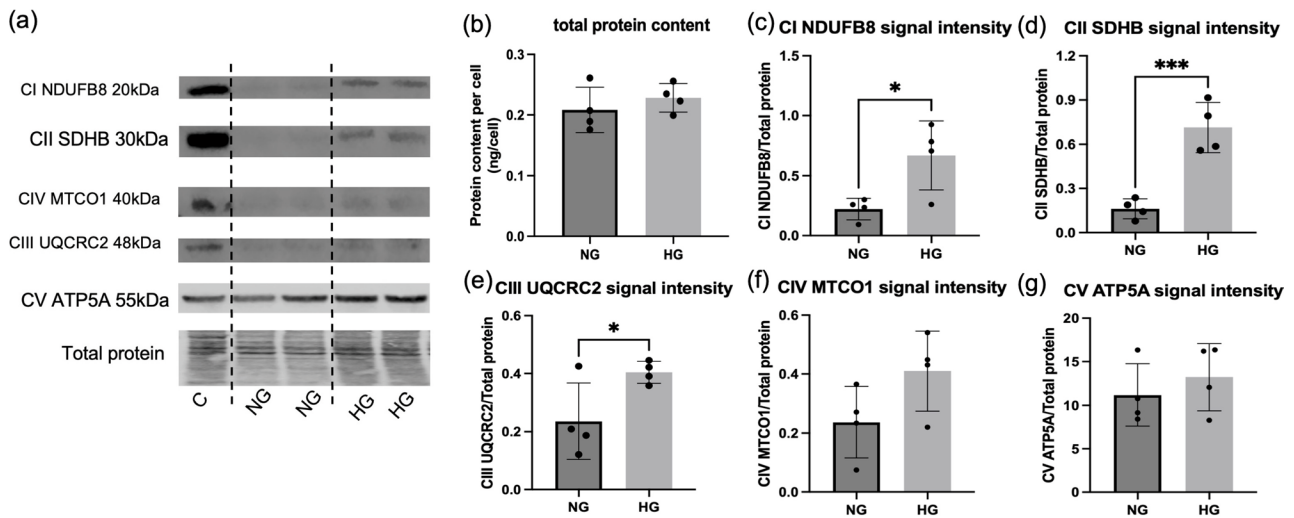 (a)
CI NDUFB8 20kDa
CII SDHB 30kDa
CIV MTCO1 40kDa
CIII UQCRC2 48kDa
CV ATP5A 55kDa
Total protein
C
NG
NG
HG
HG
(b)
total protein content
Protein content per cell
(ng/cell)
0.3
0.2
0.1
0.0
NG
HG
(c)
CI NDUFB8 signal intensity
CI NDUFB8/Total protein
1.5
1.0
0.5
0.0
*
NG
HG
(d)
CII SDHB signal intensity
CII SDHB/Total protein
1.2
0.9
0.6
0.3
0.0
***
NG
HG
(e)
CIII UQCRC2 signal intensity
CIII UQCRC2/Total protein
0.6
0.4
0.2
0.0
*
NG
HG
(f)
CIV MTCO1 signal intensity
CIV MTCO1/Total protein
0.6
0.4
0.2
0.0
NG
HG
(g)
CV ATP5A signal intensity
CV ATP5A/Total protein
20
15
10
5
0
NG
HG